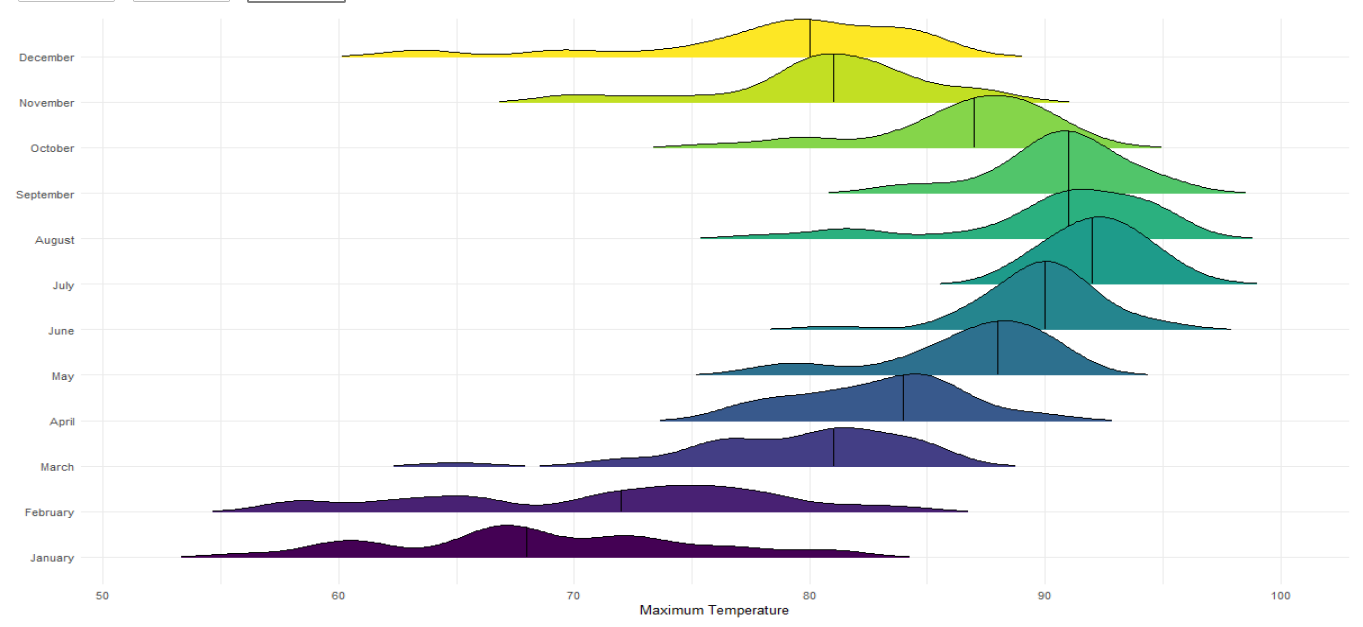 December
November
October
September
August
July
June
May
April
March
February
January
50 60 70 80 90 100
Maximum Temperature